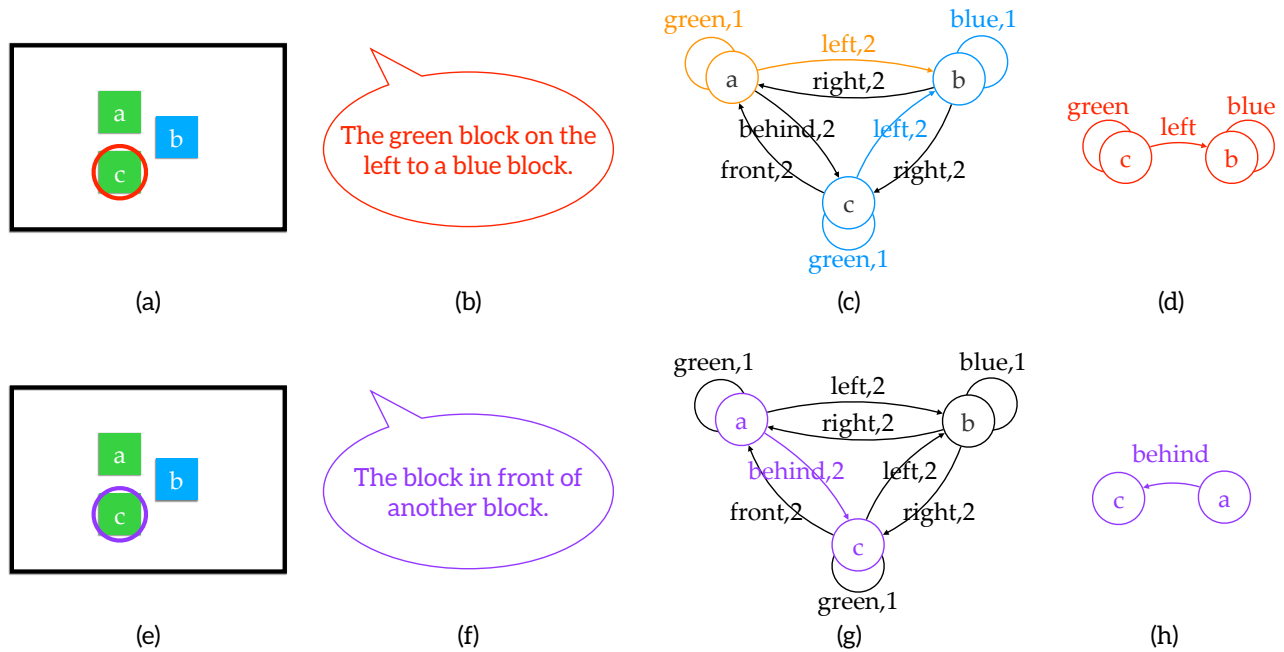 a
b
c
(a)
The green block on the
left to a blue block.
(b)
green,1
blue,1
left,2
right,2
a
b
behind,2
left,2
front,2
right,2
c
green,1
(c)
green
blue
left
c
b
(d)
a
b
c
(e)
The block in front of
another block.
(f)
green,1
blue,1
left,2
a
b
right,2
behind,2
left,2
front,2
right,2
c
green,1
(g)
behind
c
a
(h)